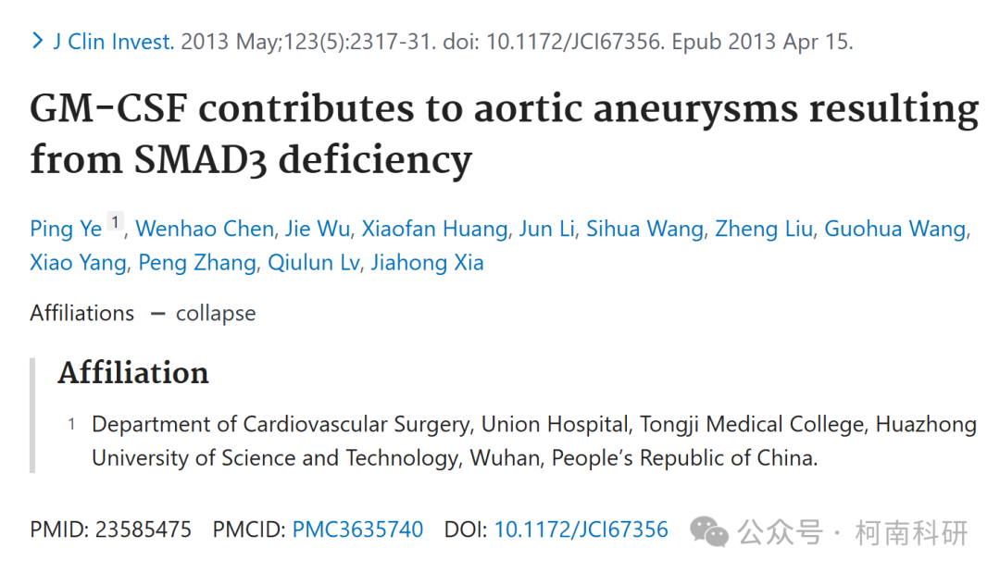 J Clin Invest. 2013 May;123(5):2317-31. doi: 10.1172/JCI67356. Epub 2013 Apr 15.
GM-CSF contributes to aortic aneurysms resulting
from SMAD3 deficiency
Ping Ye 1, Wenhao Chen, Jie Wu, Xiaofan Huang, Jun Li, Sihua Wang, Zheng Liu, Guohua Wang,
Xiao Yang, Peng Zhang, Qiulun Lv, Jiahong Xia
Affiliations — collapse
Affiliation
1 Department of Cardiovascular Surgery, Union Hospital, Tongji Medical College, Huazhong
University of Science and Technology, Wuhan, People’s Republic of China.
PMID: 23585475 PMCID: PMC3635740 DOI: 10.1172/JCI67356 公众号 · 柯南科研